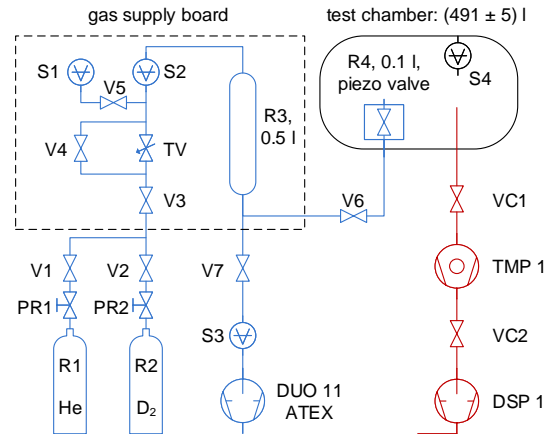 gas supply board
test chamber: (491 ± 5) l
S1
S2
V5
R4, 0.1 l,
piezo valve
S4
R3,
0.5 l
V4
TV
V3
V6
VC1
V1
V2
V7
TMP 1
PR1
PR2
S3
VC2
R1
He
R2
D₂
DUO 11
ATEX
DSP 1